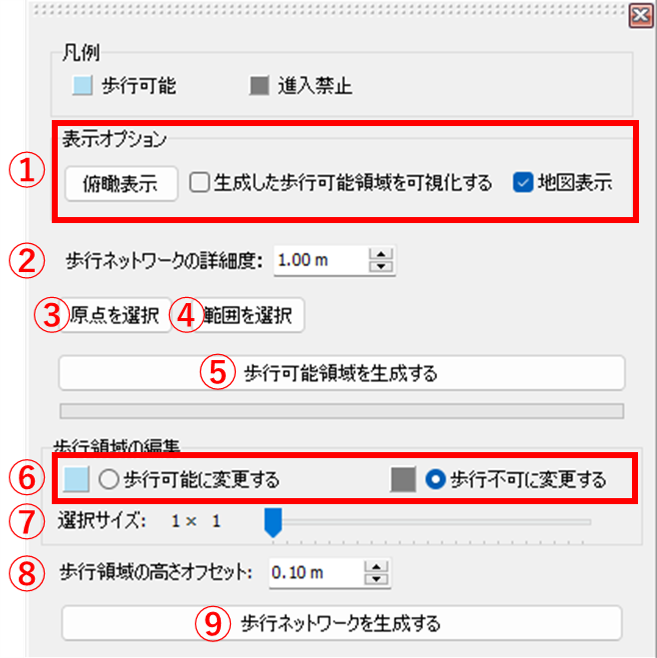 凡例
歩行可能 進入禁止
表示オプション
① 俯瞰表示 生成した歩行可能領域を可視化する 地図表示
② 歩行ネットワークの詳細度: 1.00 m
③ 原点を選択 ④ 範囲を選択
⑤ 歩行可能領域を生成する
歩行領域の編集
⑥ 歩行可能に変更する 歩行不可に変更する
⑦ 選択サイズ: 1 × 1
⑧ 歩行領域の高さオフセット: 0.10 m
⑨ 歩行ネットワークを生成する